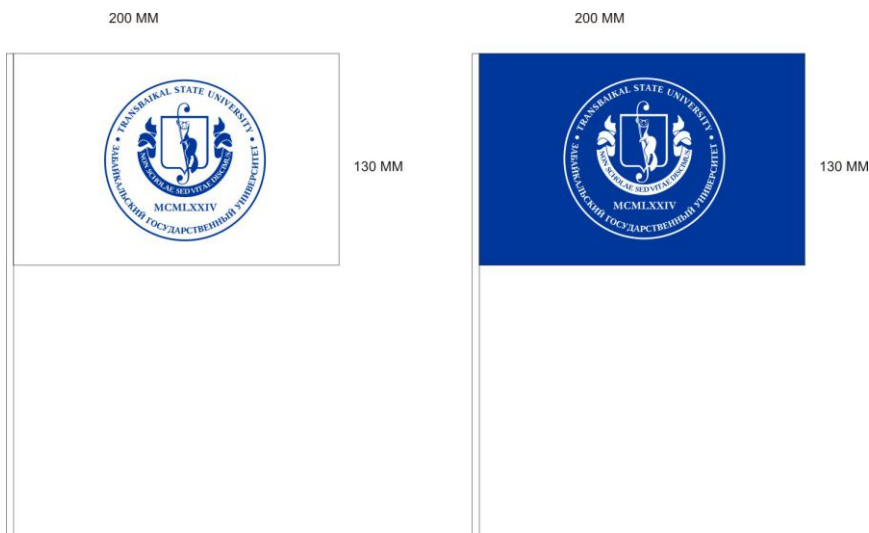 200 MM
200 MM
TRANSBAIKAL STATE UNIVERSITY
NON SCHOLAE SED VITAE DISCIMUS
MCMLXXIV
ЗАБАЙКАЛЬСКИЙ ГОСУДАРСТВЕННЫЙ УНИВЕРСИТЕТ
130 MM
TRANSBAIKAL STATE UNIVERSITY
NON SCHOLAE SED VITAE DISCIMUS
MCMLXXIV
ЗАБАЙКАЛЬСКИЙ ГОСУДАРСТВЕННЫЙ УНИВЕРСИТЕТ
130 MM